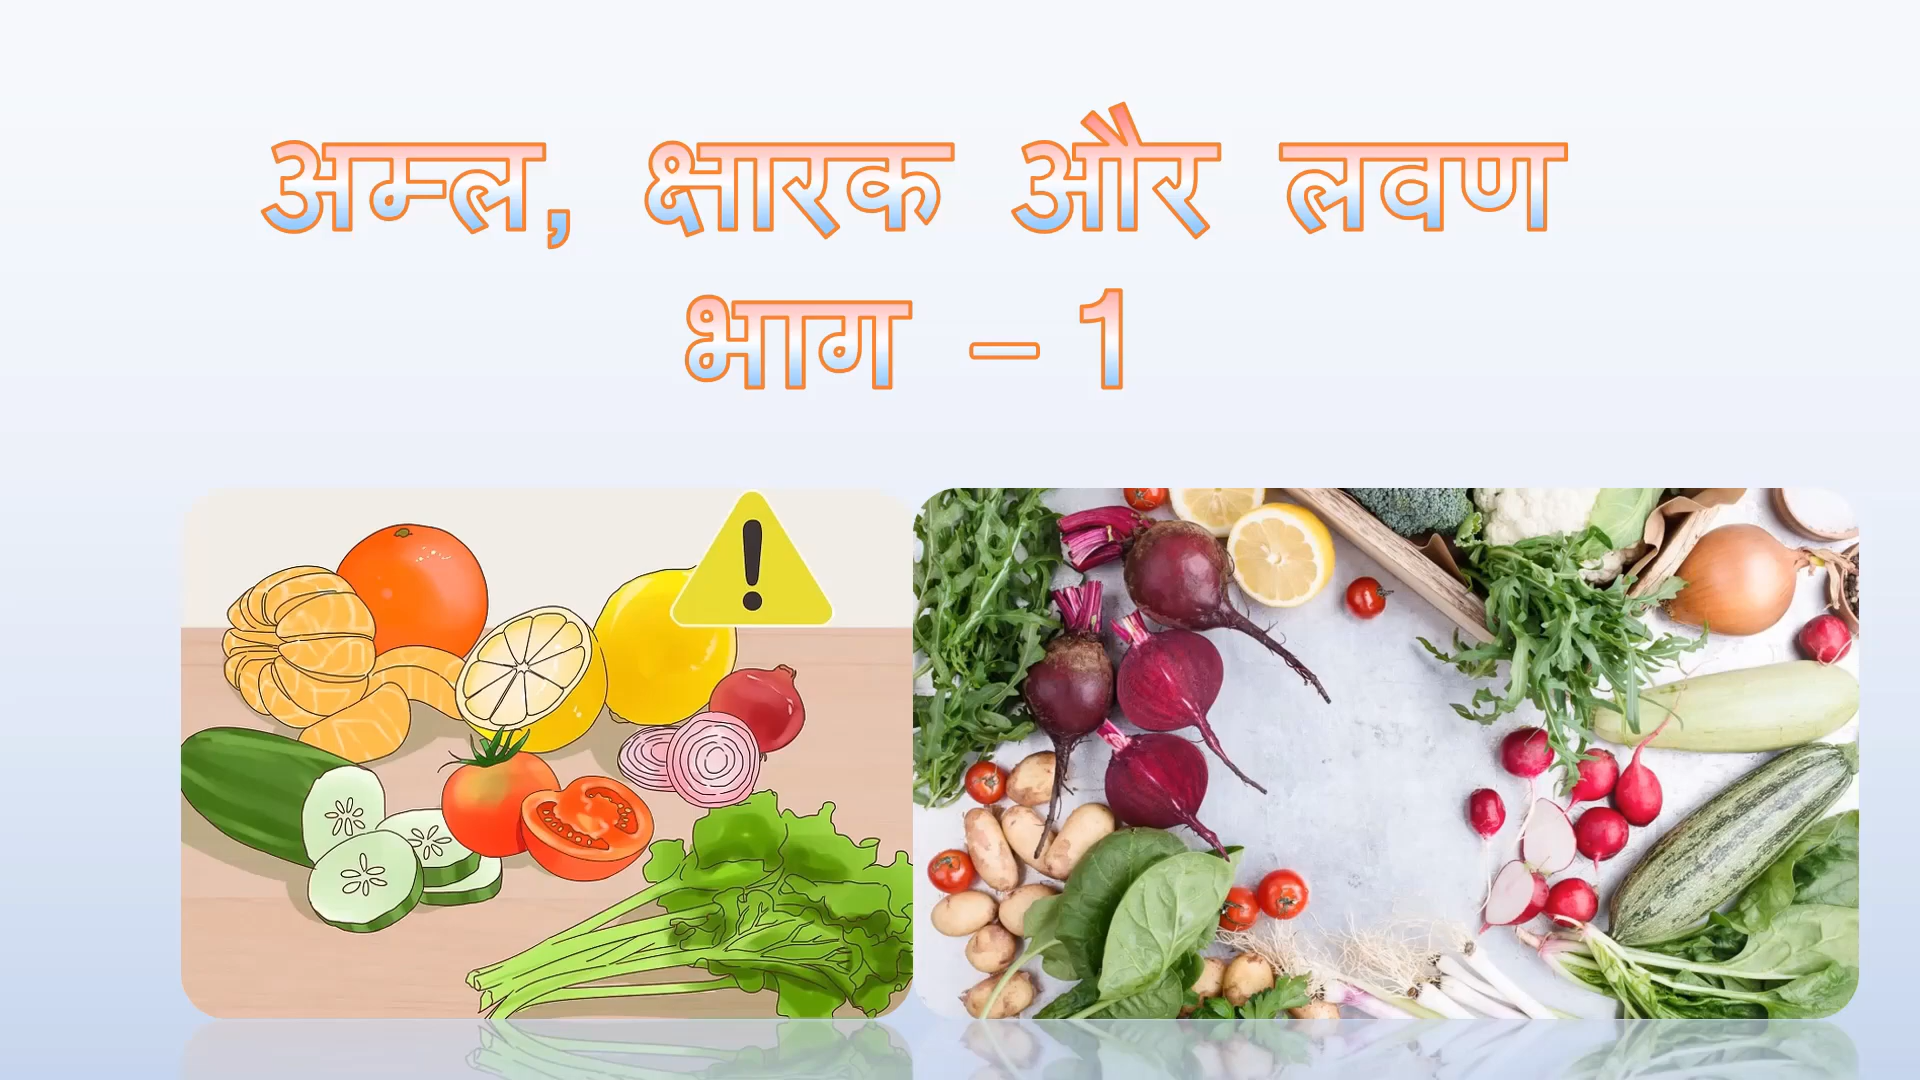 अम्ल, क्षारक और लवण
भाग – 1